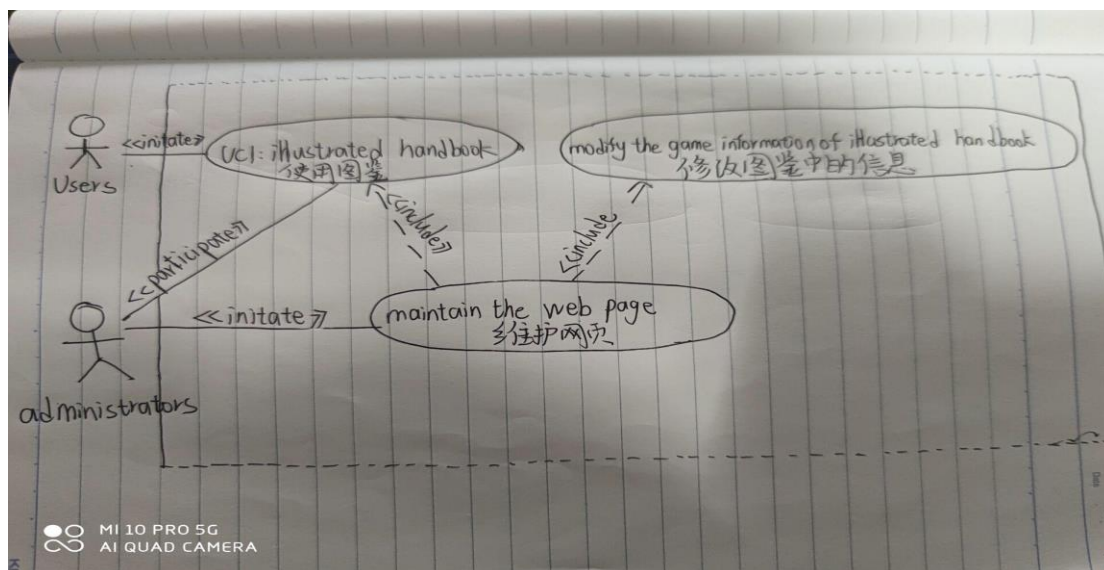 <<initate>>
UC1: illustrated handbook
使用图鉴
modify the game information of illustrated handbook
修改图鉴中的信息
Users
<<include>>
<<include
<<participate>>
<<initate>>
maintain the web page
维护网页
administrators
MI 10 PRO 5G
AI QUAD CAMERA